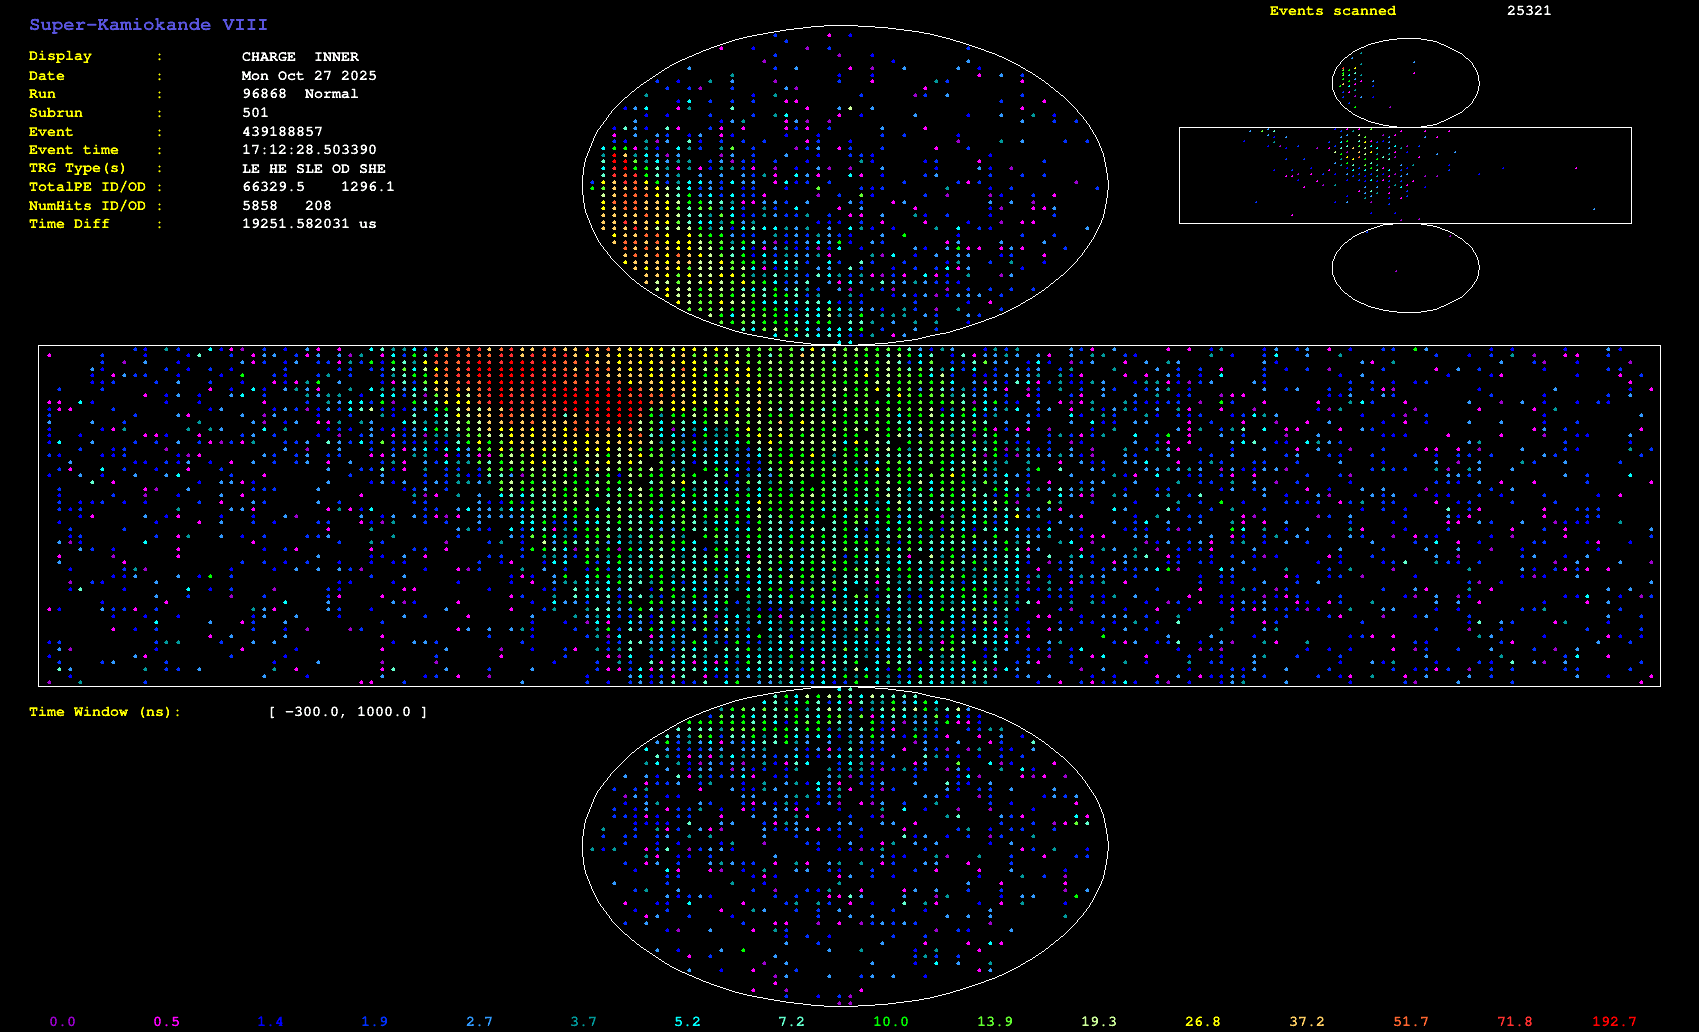 Super-Kamiokande VIII
Events scanned 25321
Display : CHARGE INNER
Date : Mon Oct 27 2025
Run : 96868 Normal
Subrun : 501
Event : 439188857
Event time : 17:12:28.503390
TRG Type(s) : LE HE SLE OD SHE
TotalPE ID/OD : 66329.5 1296.1
NumHits ID/OD : 5858 208
Time Diff : 19251.582031 us
Time Window (ns): [ -300.0, 1000.0 ]
0.0 0.5 1.4 1.9 2.7 3.7 5.2 7.2 10.0 13.9 19.3 26.8 37.2 51.7 71.8 192.7